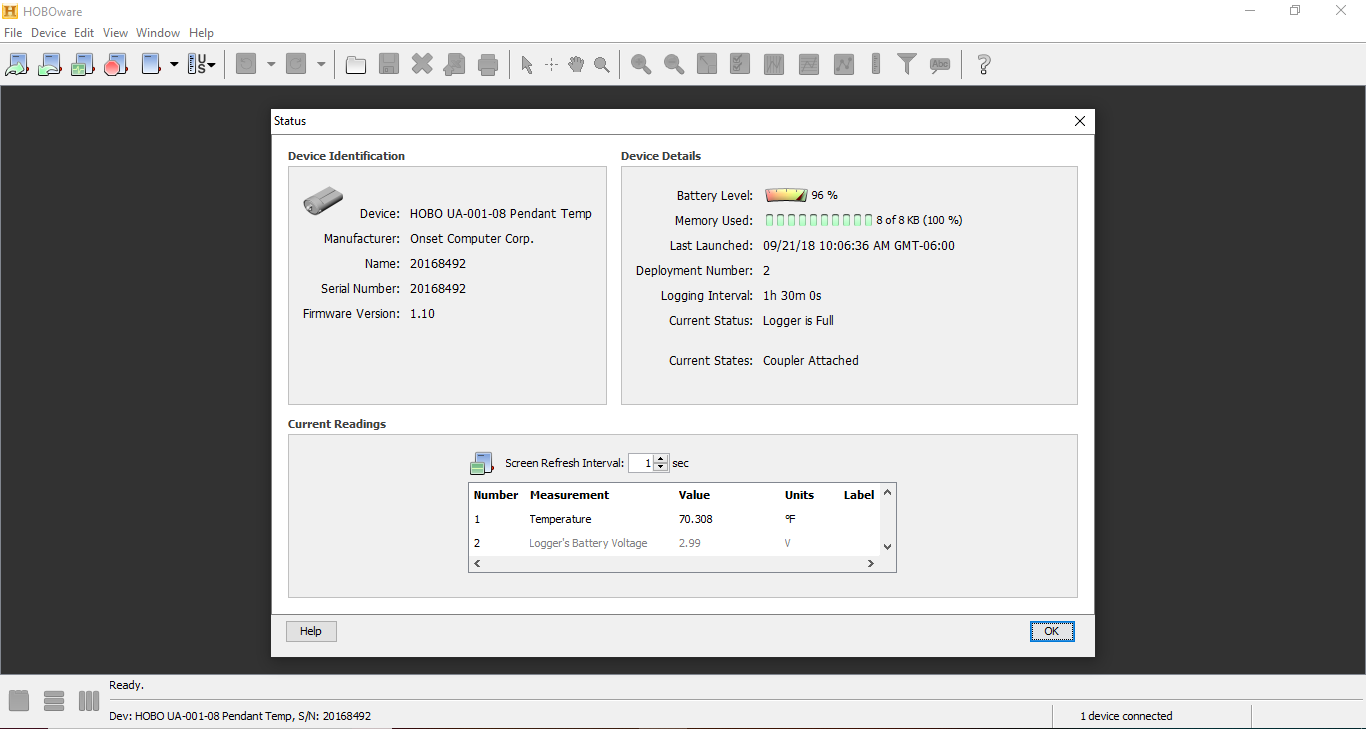 HOBOware
File Device Edit View Window Help
U
S
Abc
?
Status
Device Identification
Device: HOBO UA-001-08 Pendant Temp
Manufacturer: Onset Computer Corp.
Name: 20168492
Serial Number: 20168492
Firmware Version: 1.10
Device Details
Battery Level: 96 %
Memory Used: 8 of 8 KB (100 %)
Last Launched: 09/21/18 10:06:36 AM GMT-06:00
Deployment Number: 2
Logging Interval: 1h 30m 0s
Current Status: Logger is Full
Current States: Coupler Attached
Current Readings
Screen Refresh Interval: 1 sec
Number Measurement Value Units Label
1 Temperature 70.308 °F
2 Logger's Battery Voltage 2.99 V
Help OK
Ready.
Dev: HOBO UA-001-08 Pendant Temp, S/N: 20168492 1 device connected